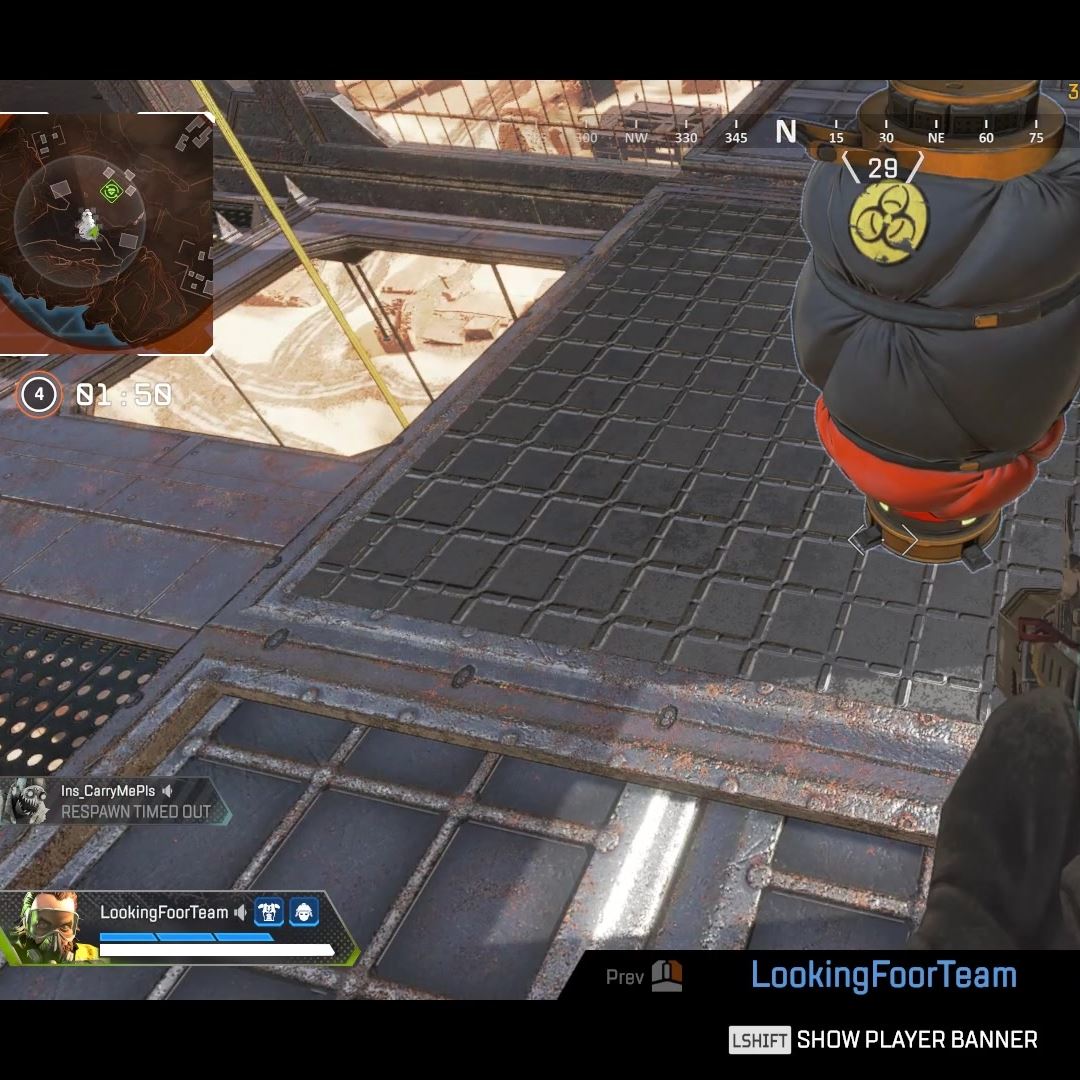 3
300 NW 330 345 N 15 30 NE 60 75
29
4 01:50
Ins_CarryMePls
RESPAWN TIMED OUT
LookingFoorTeam
Prev LookingFoorTeam
LSHIFT SHOW PLAYER BANNER